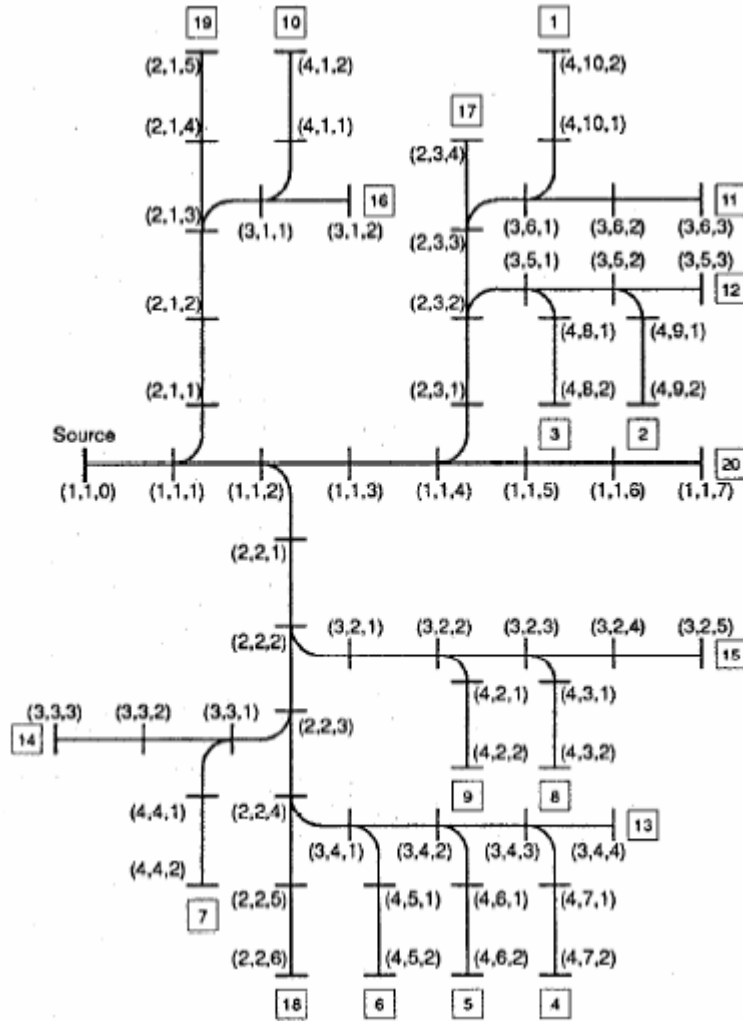 19 10 1
(2,1,5) (4,1,2) (4,10,2)
17
(2,1,4) (4,1,1) (2,3,4) (4,10,1)
16 11
(2,1,3) (3,1,1) (3,1,2) (2,3,3) (3,6,1) (3,6,2) (3,6,3)
(3,5,1) (3,5,2) (3,5,3)
12
(2,1,2) (2,3,2) (4,8,1) (4,9,1)
(2,1,1) (2,3,1) (4,8,2) (4,9,2)
Source 3 2
20
(1,1,0) (1,1,1) (1,1,2) (1,1,3) (1,1,4) (1,1,5) (1,1,6) (1,1,7)
(2,2,1)
(2,2,2) (3,2,1) (3,2,2) (3,2,3) (3,2,4) (3,2,5)
15
(4,2,1) (4,3,1)
(3,3,3) (3,3,2) (3,3,1) (2,2,3)
14
(4,2,2) (4,3,2)
9 8
(4,4,1) (2,2,4) 13
(3,4,1) (3,4,2) (3,4,3) (3,4,4)
(4,4,2) (2,2,5) (4,5,1) (4,6,1) (4,7,1)
7
(2,2,6) (4,5,2) (4,6,2) (4,7,2)
18 6 5 4